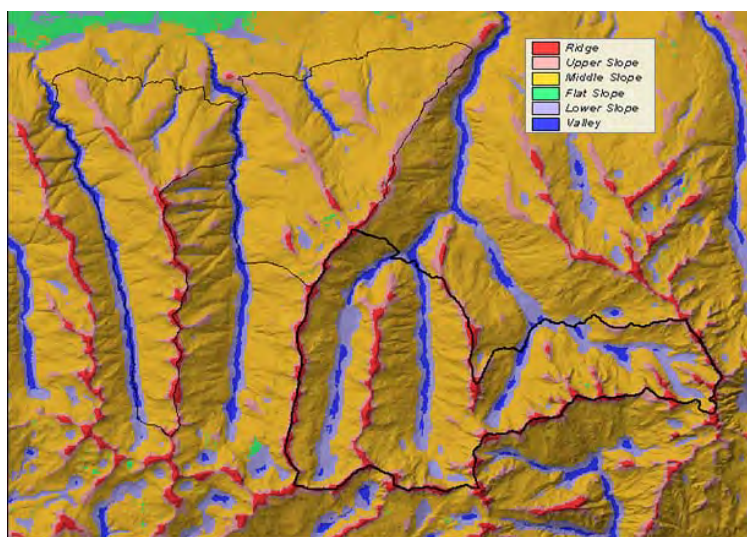 Ridge
Upper Slope
Middle Slope
Flat Slope
Lower Slope
Valley